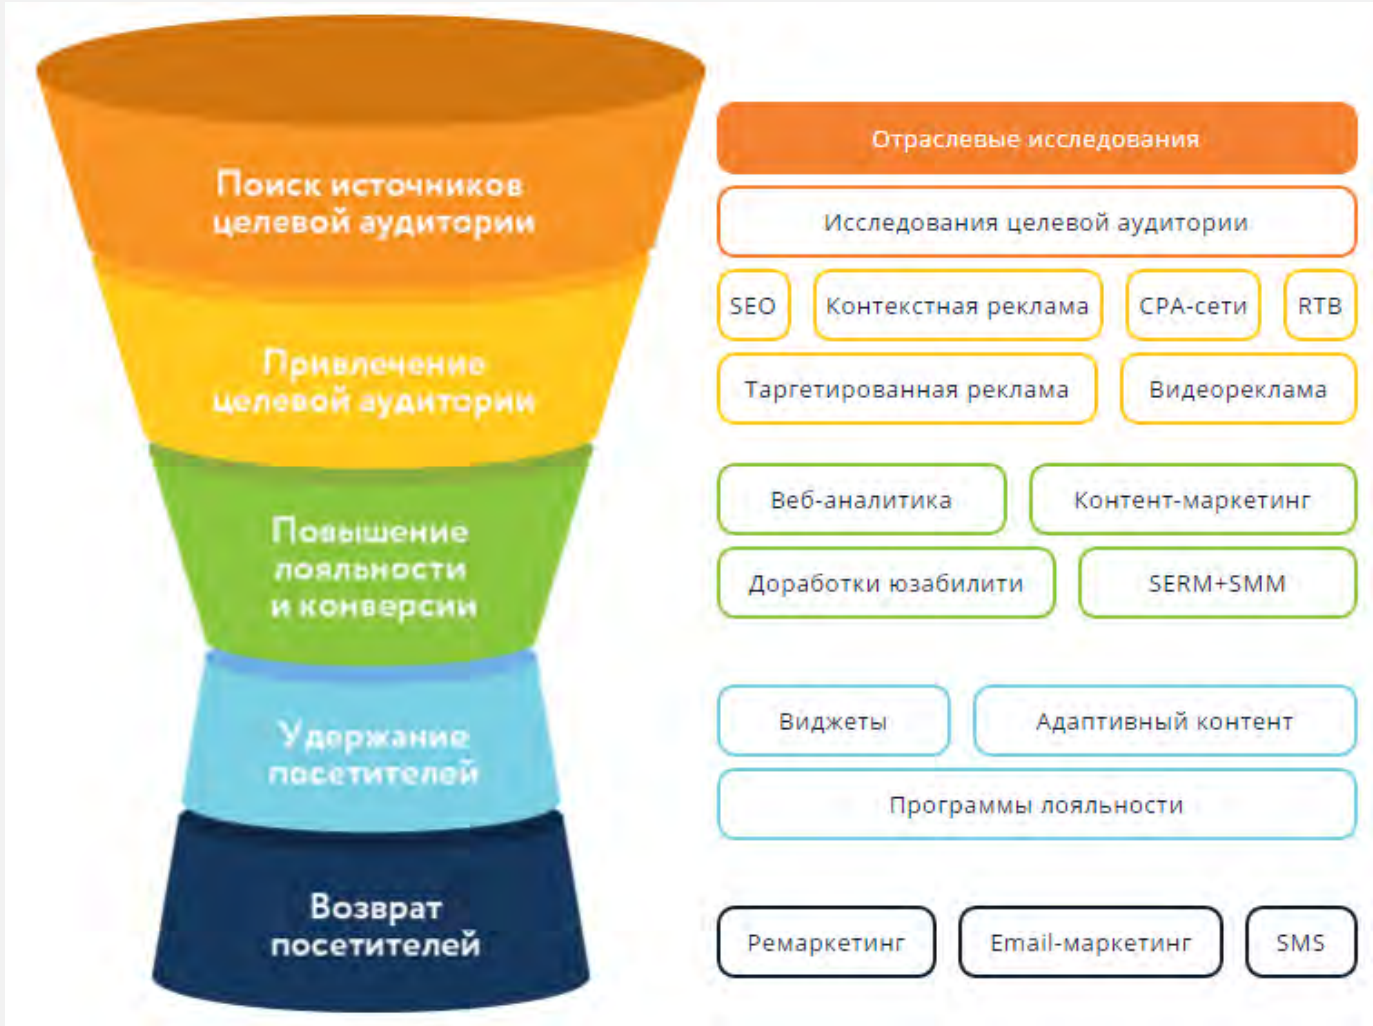 Поиск источников
целевой аудитории
Отраслевые исследования
Исследования целевой аудитории
Привлечение
целевой аудитории
SEO
Контекстная реклама
CPA-сети
RTB
Таргетированная реклама
Видеореклама
Повышение
лояльности
и конверсии
Веб-аналитика
Контент-маркетинг
Доработки юзабилити
SERM+SMM
Удержание
посетителей
Виджеты
Адаптивный контент
Программы лояльности
Возврат
посетителей
Ремаркетинг
Email-маркетинг
SMS